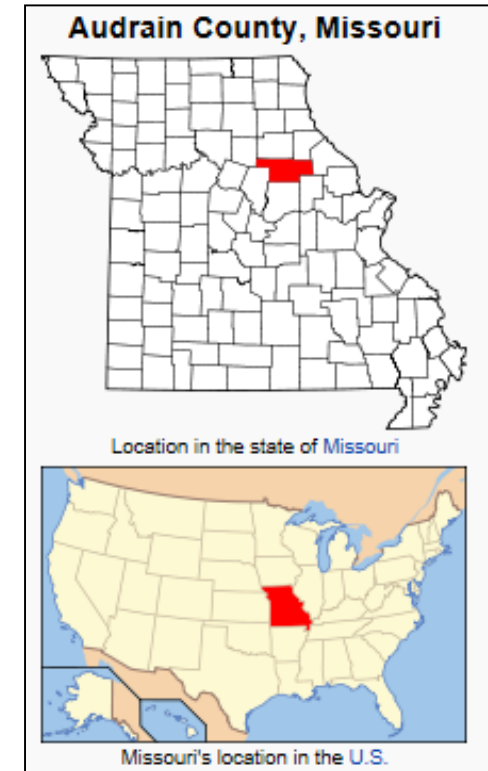 Audrain County, Missouri
Location in the state of Missouri
Missouri's location in the U.S.